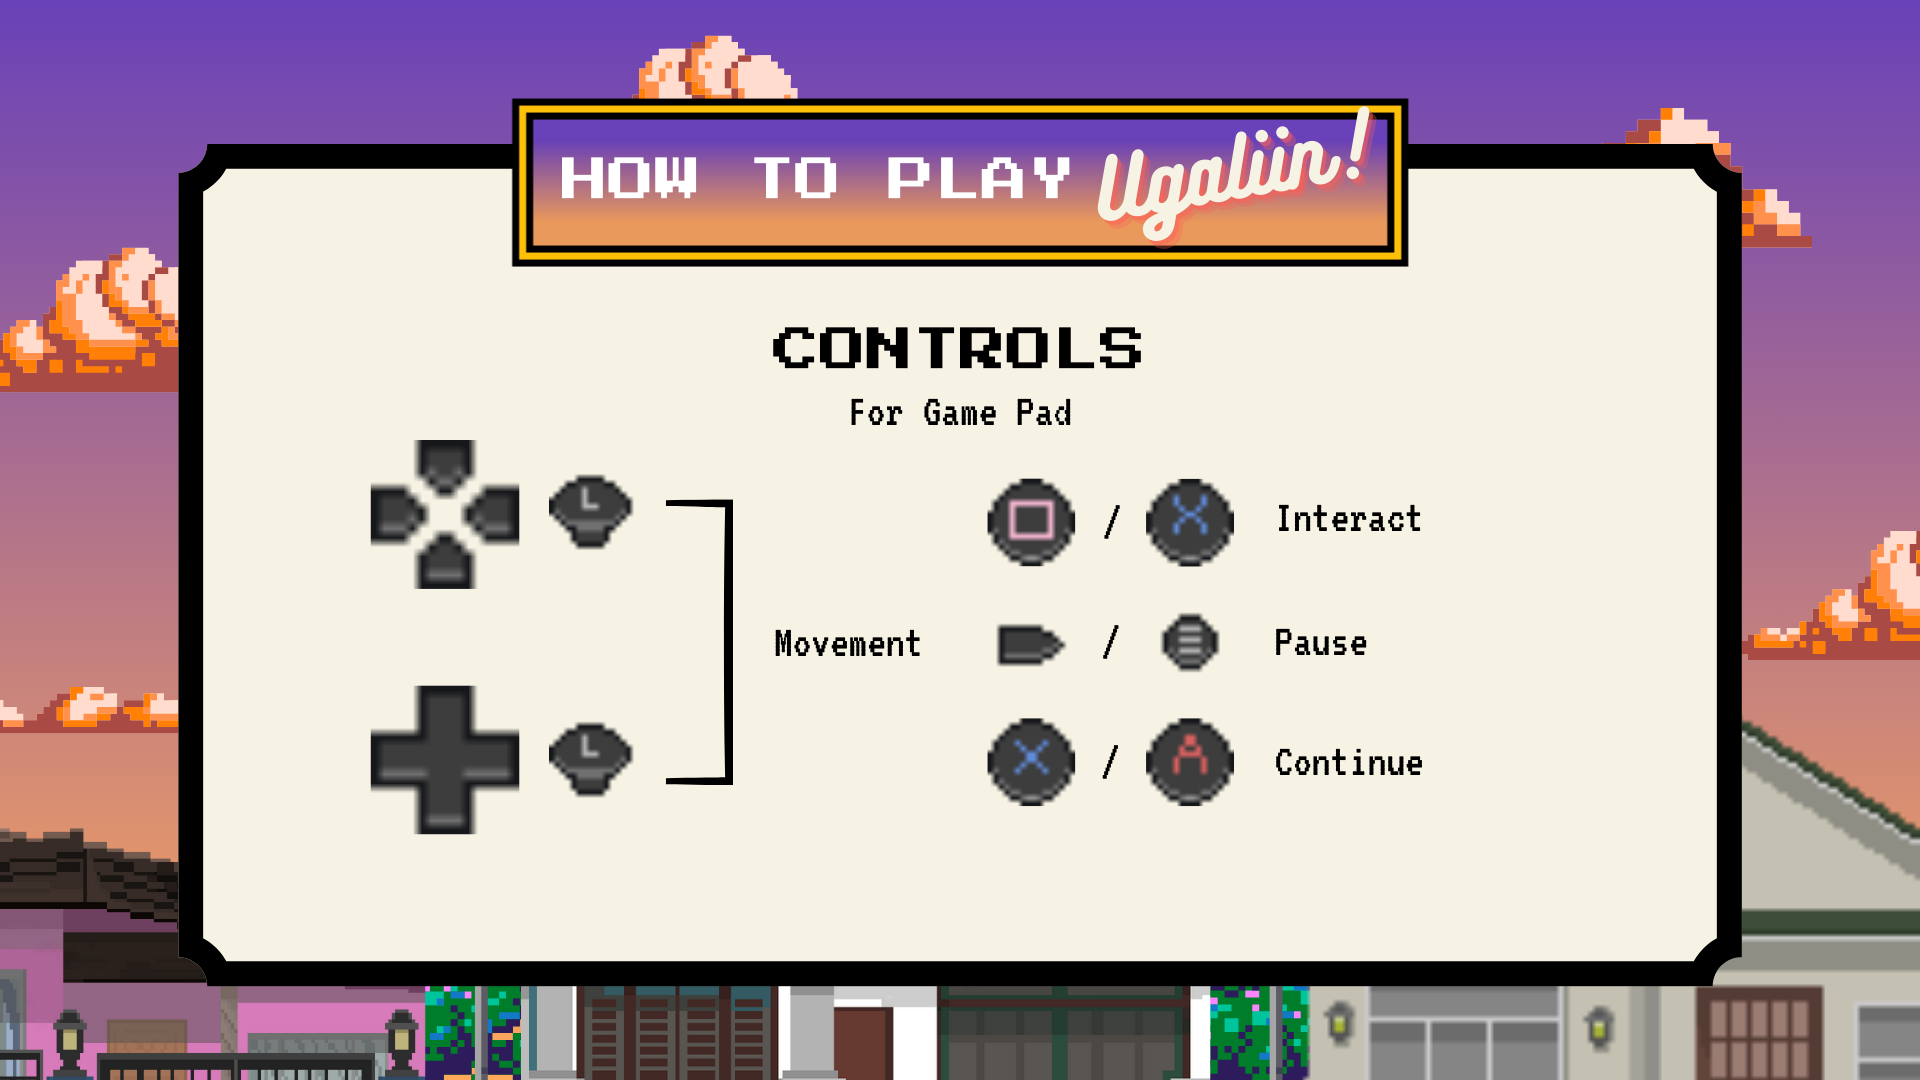 HOW TO PLAY Ugaliin!
CONTROLS
For Game Pad
L
/ X Interact
Movement / Pause
L
X / A Continue